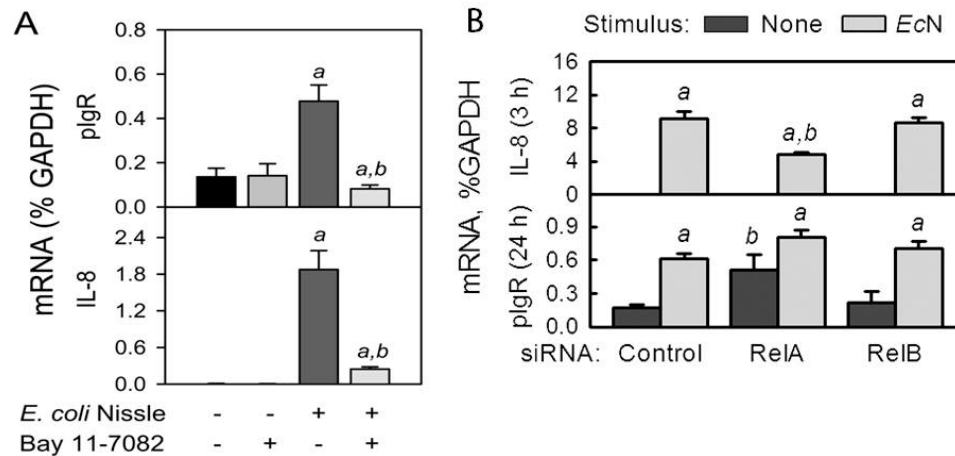 A
mRNA (% GAPDH)
pIgR
0.8
0.6
0.4
0.2
0.0
a
a,b
IL-8
2.4
1.8
1.2
0.6
0.0
a
a,b
E. coli Nissle - - + +
Bay 11-7082 - + - +
B
Stimulus: None EcN
mRNA, %GAPDH
IL-8 (3 h)
16
12
8
4
0
a
a,b
a
pIgR (24 h)
0.9
0.6
0.3
0.0
a
b
a
a
siRNA: Control RelA RelB